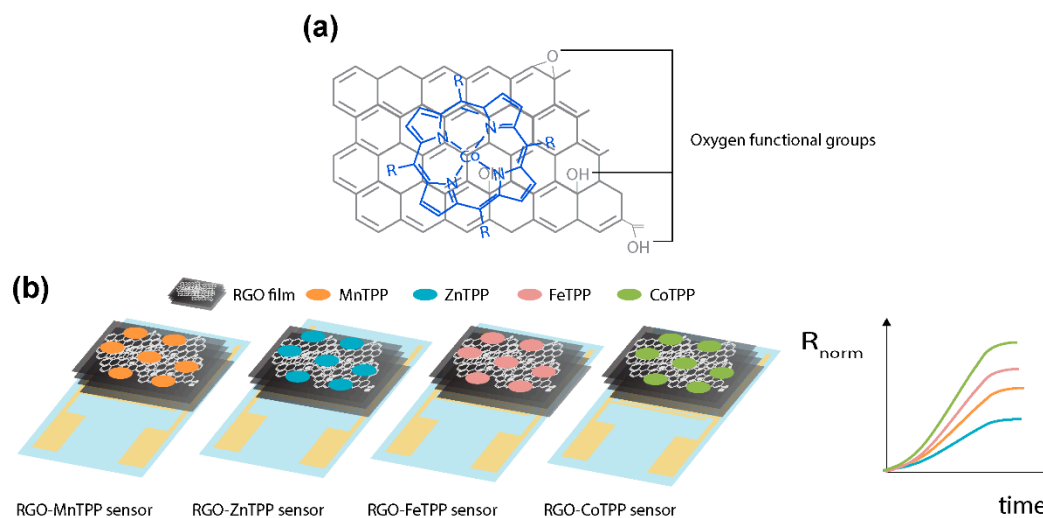 (a)
O
R
N
N
R
Co
R
N
N
OH
OH
R
OH
Oxygen functional groups
(b)
RGO film
MnTPP
ZnTPP
FeTPP
CoTPP
R_norm
time
RGO-MnTPP sensor
RGO-ZnTPP sensor
RGO-FeTPP sensor
RGO-CoTPP sensor